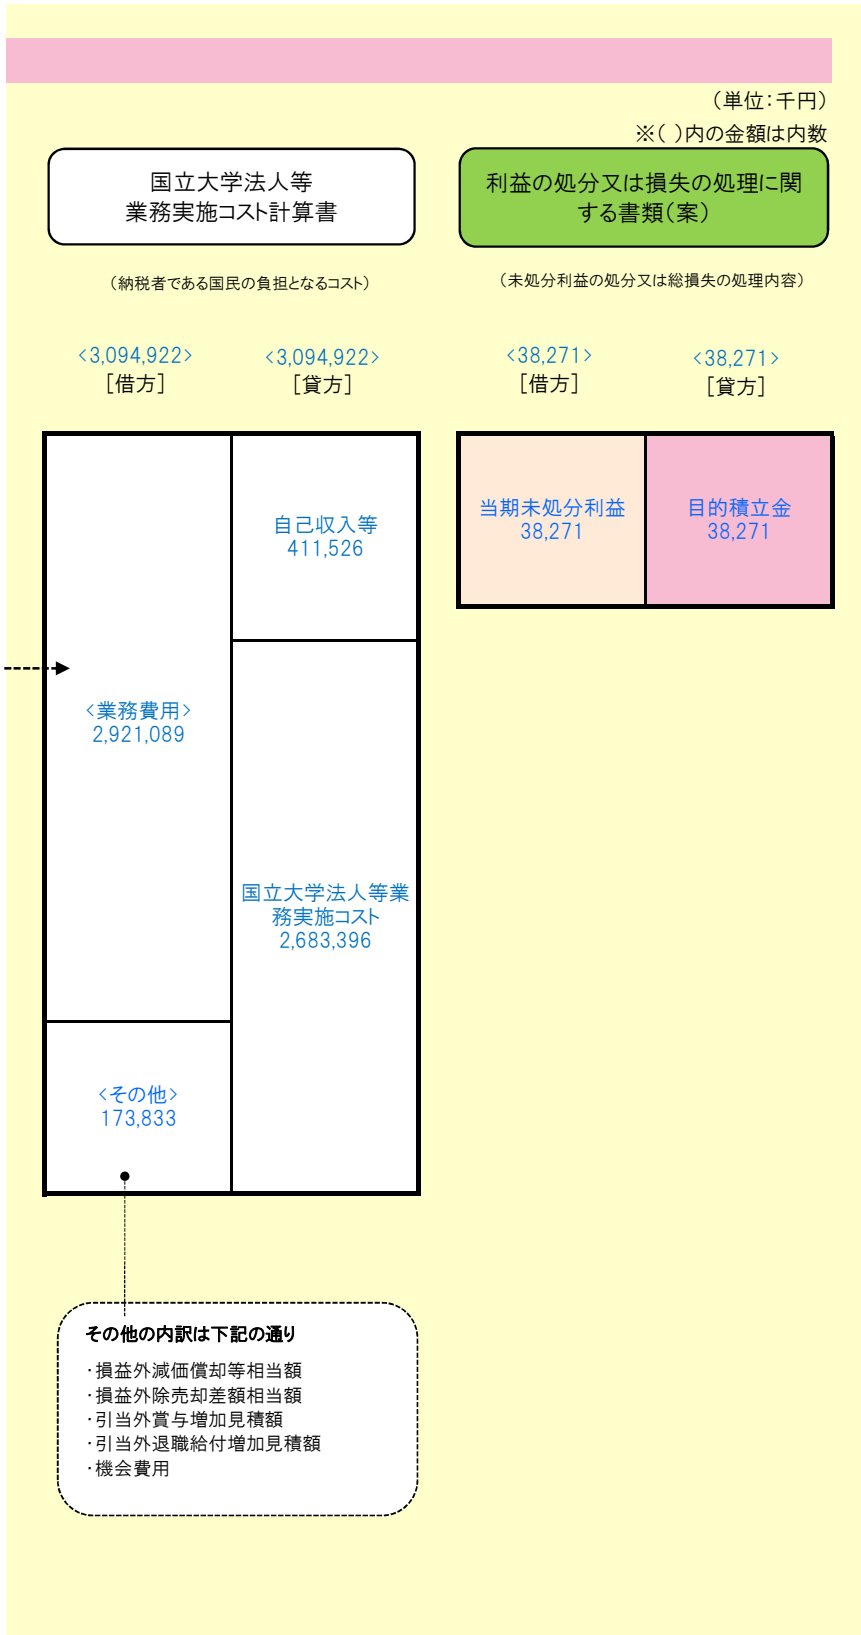 （単位：千円）
※（ ）内の金額は内数
国立大学法人等
業務実施コスト計算書
（納税者である国民の負担となるコスト）
<3,094,922>
［借方］
<3,094,922>
［貸方］
<業務費用>
2,921,089
自己収入等
411,526
国立大学法人等業
務実施コスト
2,683,396
<その他>
173,833
その他の内訳は下記の通り
・損益外減価償却等相当額
・損益外除売却差額相当額
・引当外賞与増加見積額
・引当外退職給付増加見積額
・機会費用
利益の処分又は損失の処理に関
する書類（案）
（未処分利益の処分又は総損失の処理内容）
<38,271>
［借方］
<38,271>
［貸方］
当期未処分利益
38,271
目的積立金
38,271